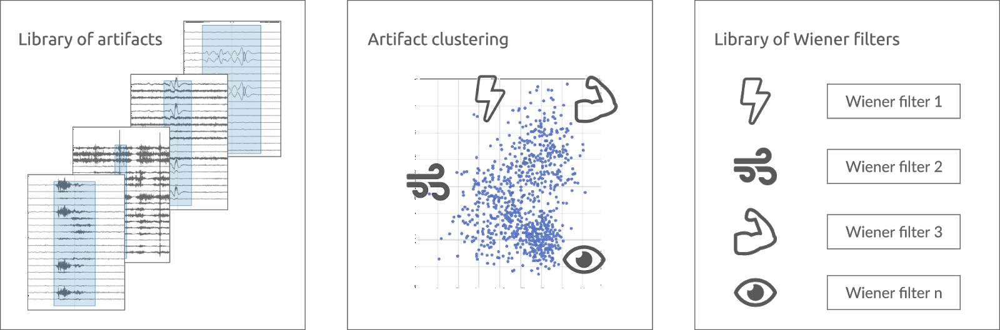 Library of artifacts
Artifact clustering
Library of Wiener filters
Wiener filter 1
Wiener filter 2
Wiener filter 3
Wiener filter n